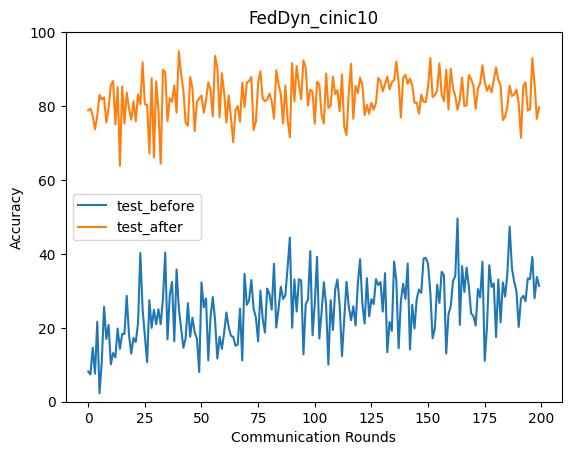 FedDyn_cinic10
100
80
60
40
20
0
Accuracy
test_before
test_after
0 25 50 75 100 125 150 175 200
Communication Rounds